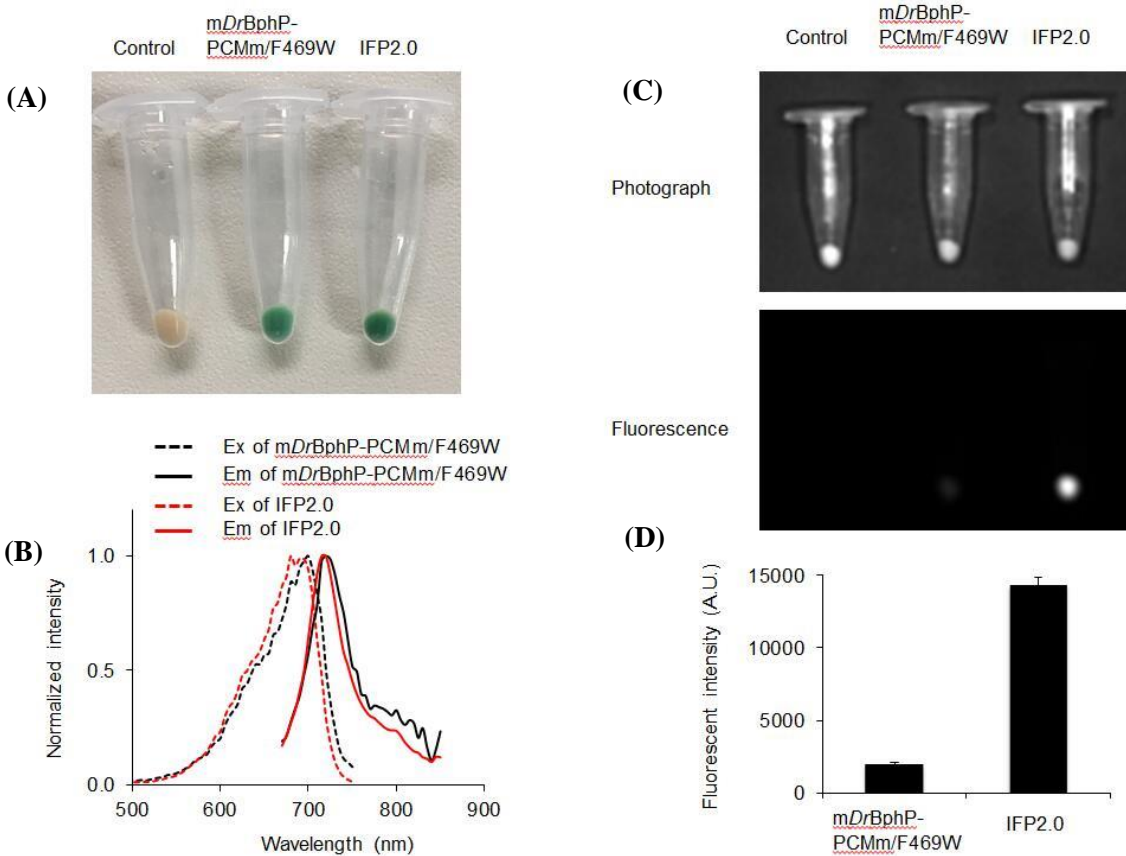 (A)
Control
mDrBphP-
PCMm/F469W
IFP2.0
(B)
Ex of mDrBphP-PCMm/F469W
Em of mDrBphP-PCMm/F469W
Ex of IFP2.0
Em of IFP2.0
Normalized intensity
1.0
0.5
0.0
500
600
700
800
900
Wavelength (nm)
(C)
Control
mDrBphP-
PCMm/F469W
IFP2.0
Photograph
Fluorescence
(D)
Fluorescent intensity (A.U.)
15000
10000
5000
0
mDrBphP-
PCMm/F469W
IFP2.0